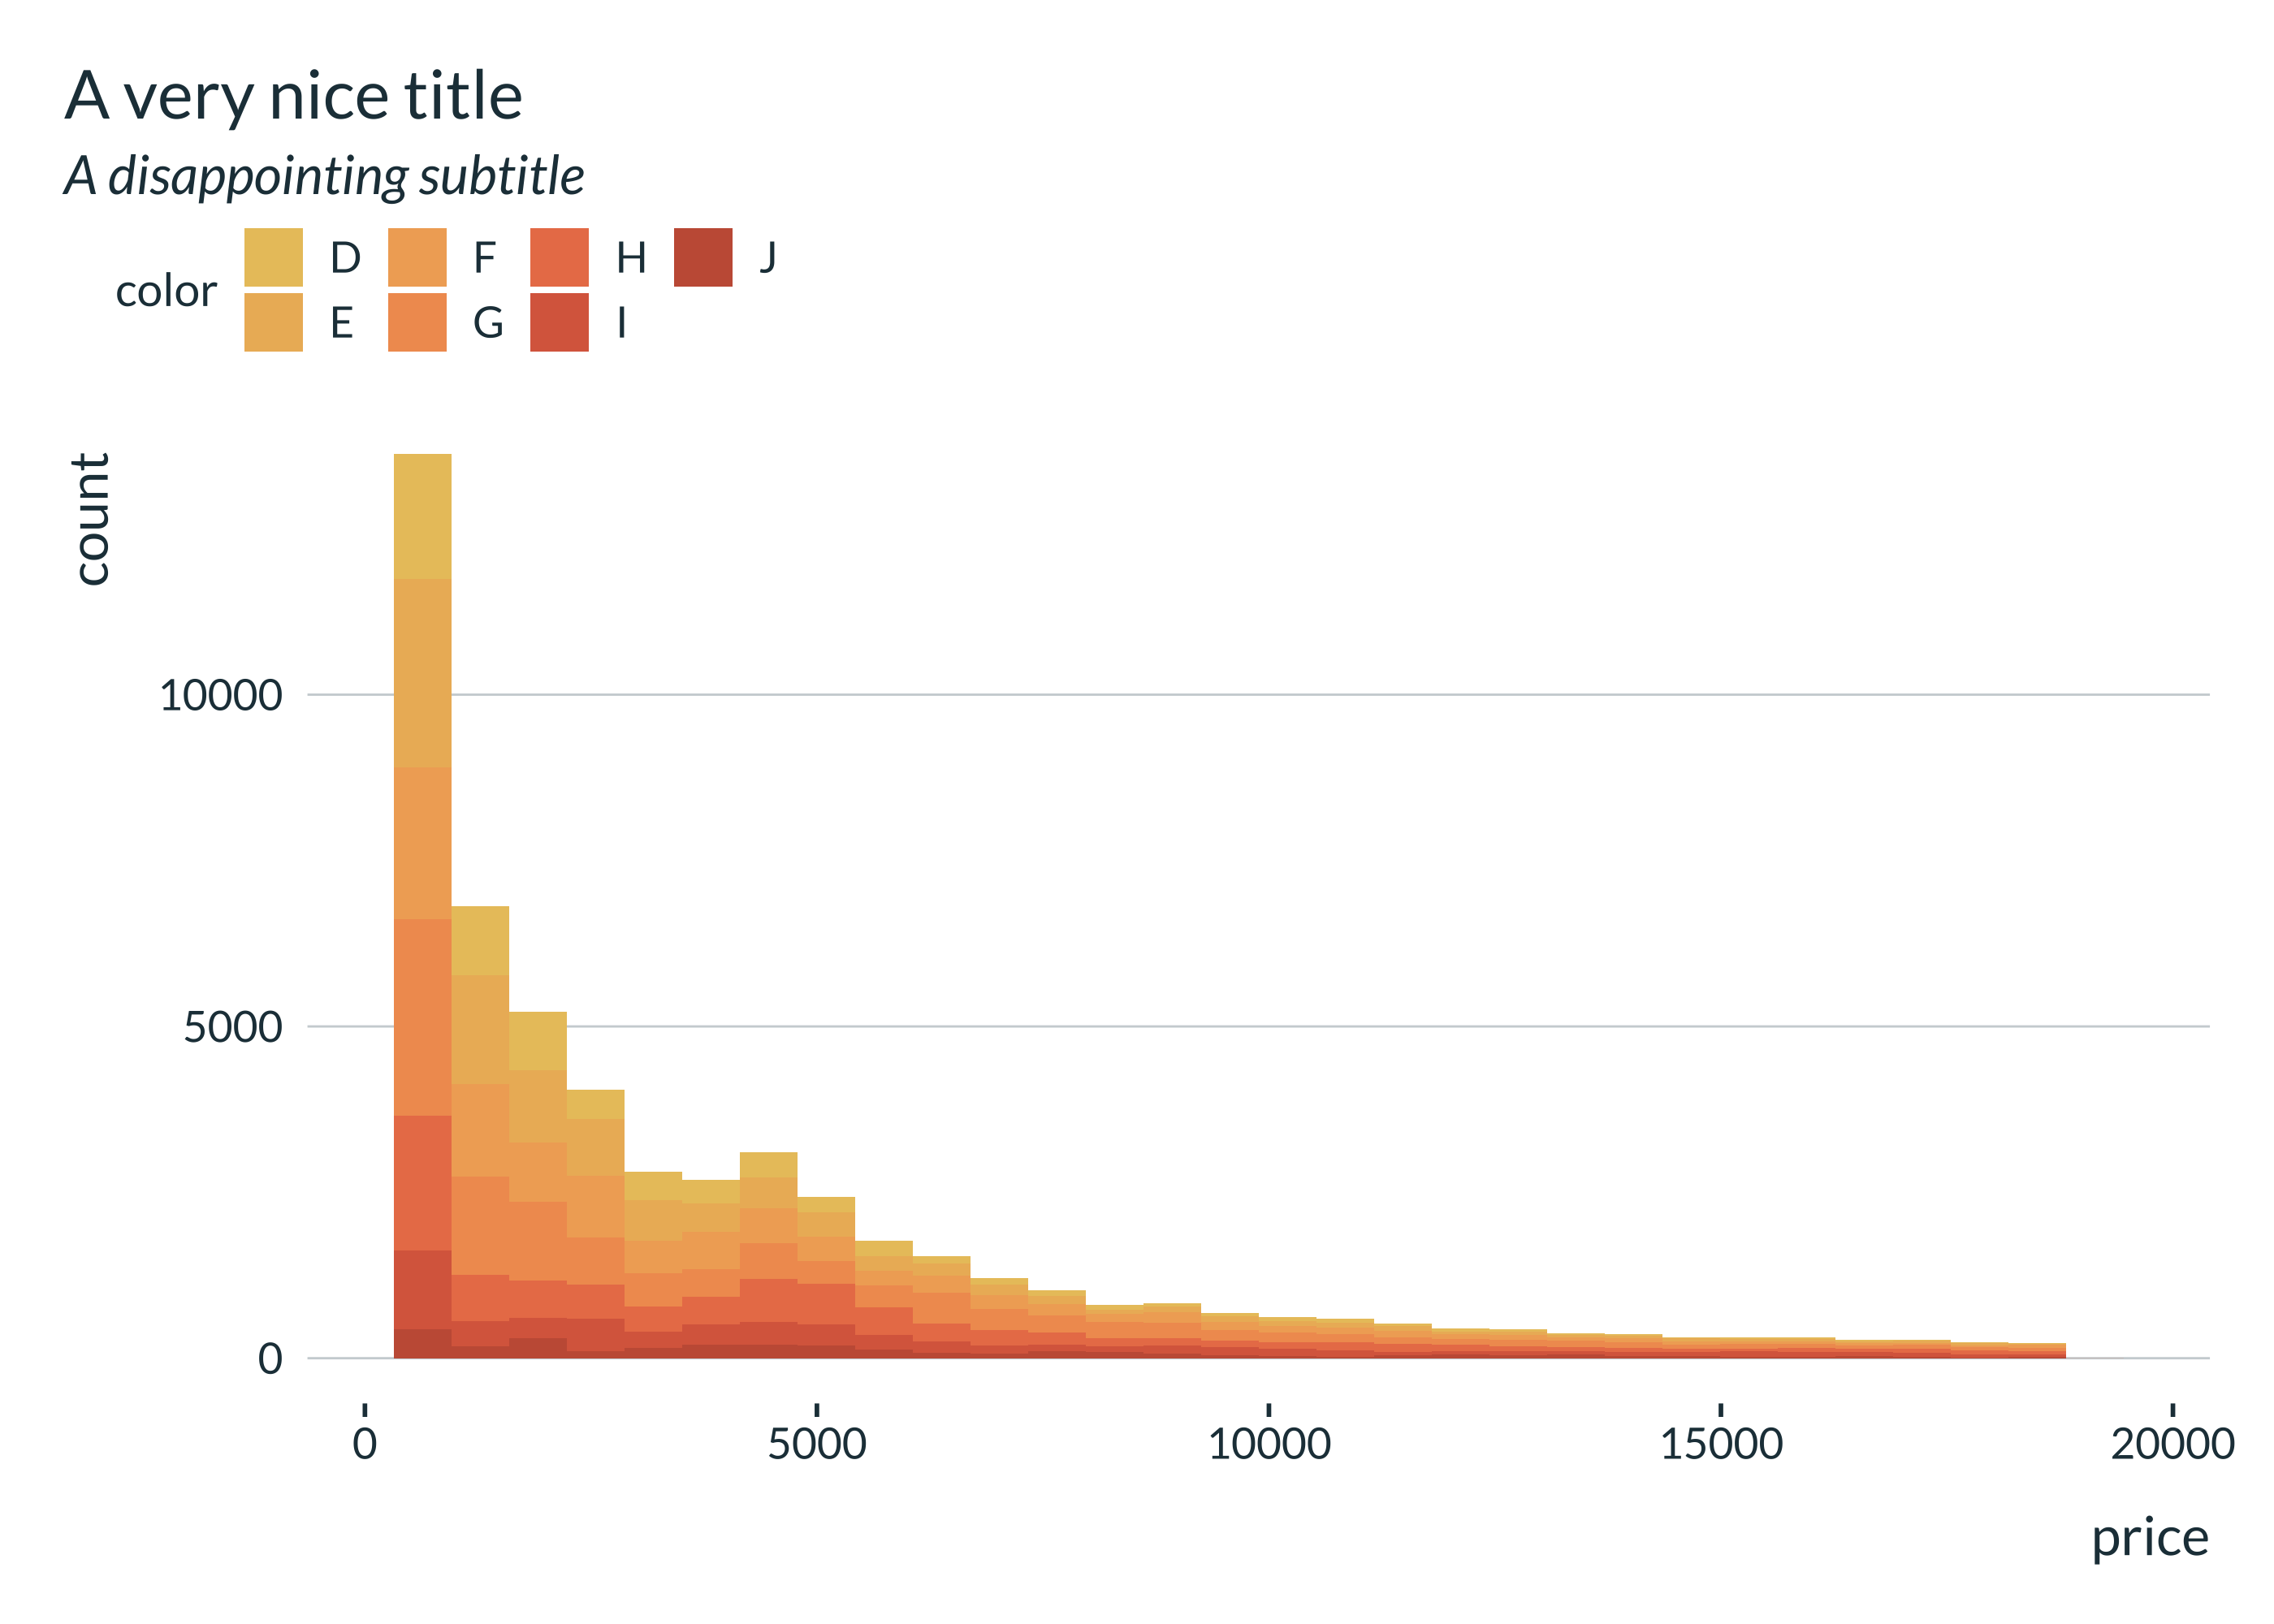 A very nice title
A disappointing subtitle
color
D F H J
E G I
count
10000
5000
0
0 5000 10000 15000 20000
price